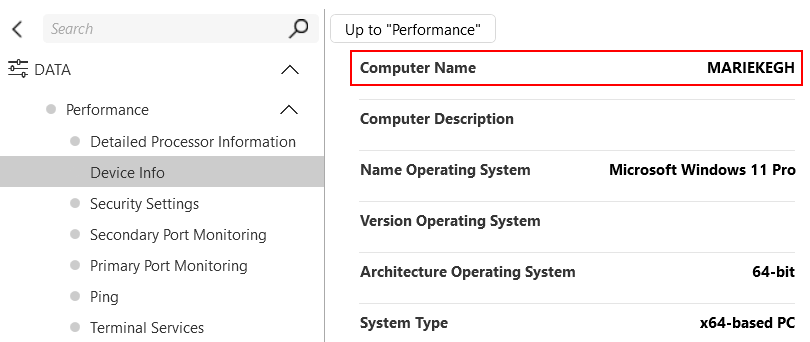 Search
DATA
Performance
Detailed Processor Information
Device Info
Security Settings
Secondary Port Monitoring
Primary Port Monitoring
Ping
Terminal Services
Up to "Performance"
Computer Name MARIEKEGH
Computer Description
Name Operating System Microsoft Windows 11 Pro
Version Operating System
Architecture Operating System 64-bit
System Type x64-based PC